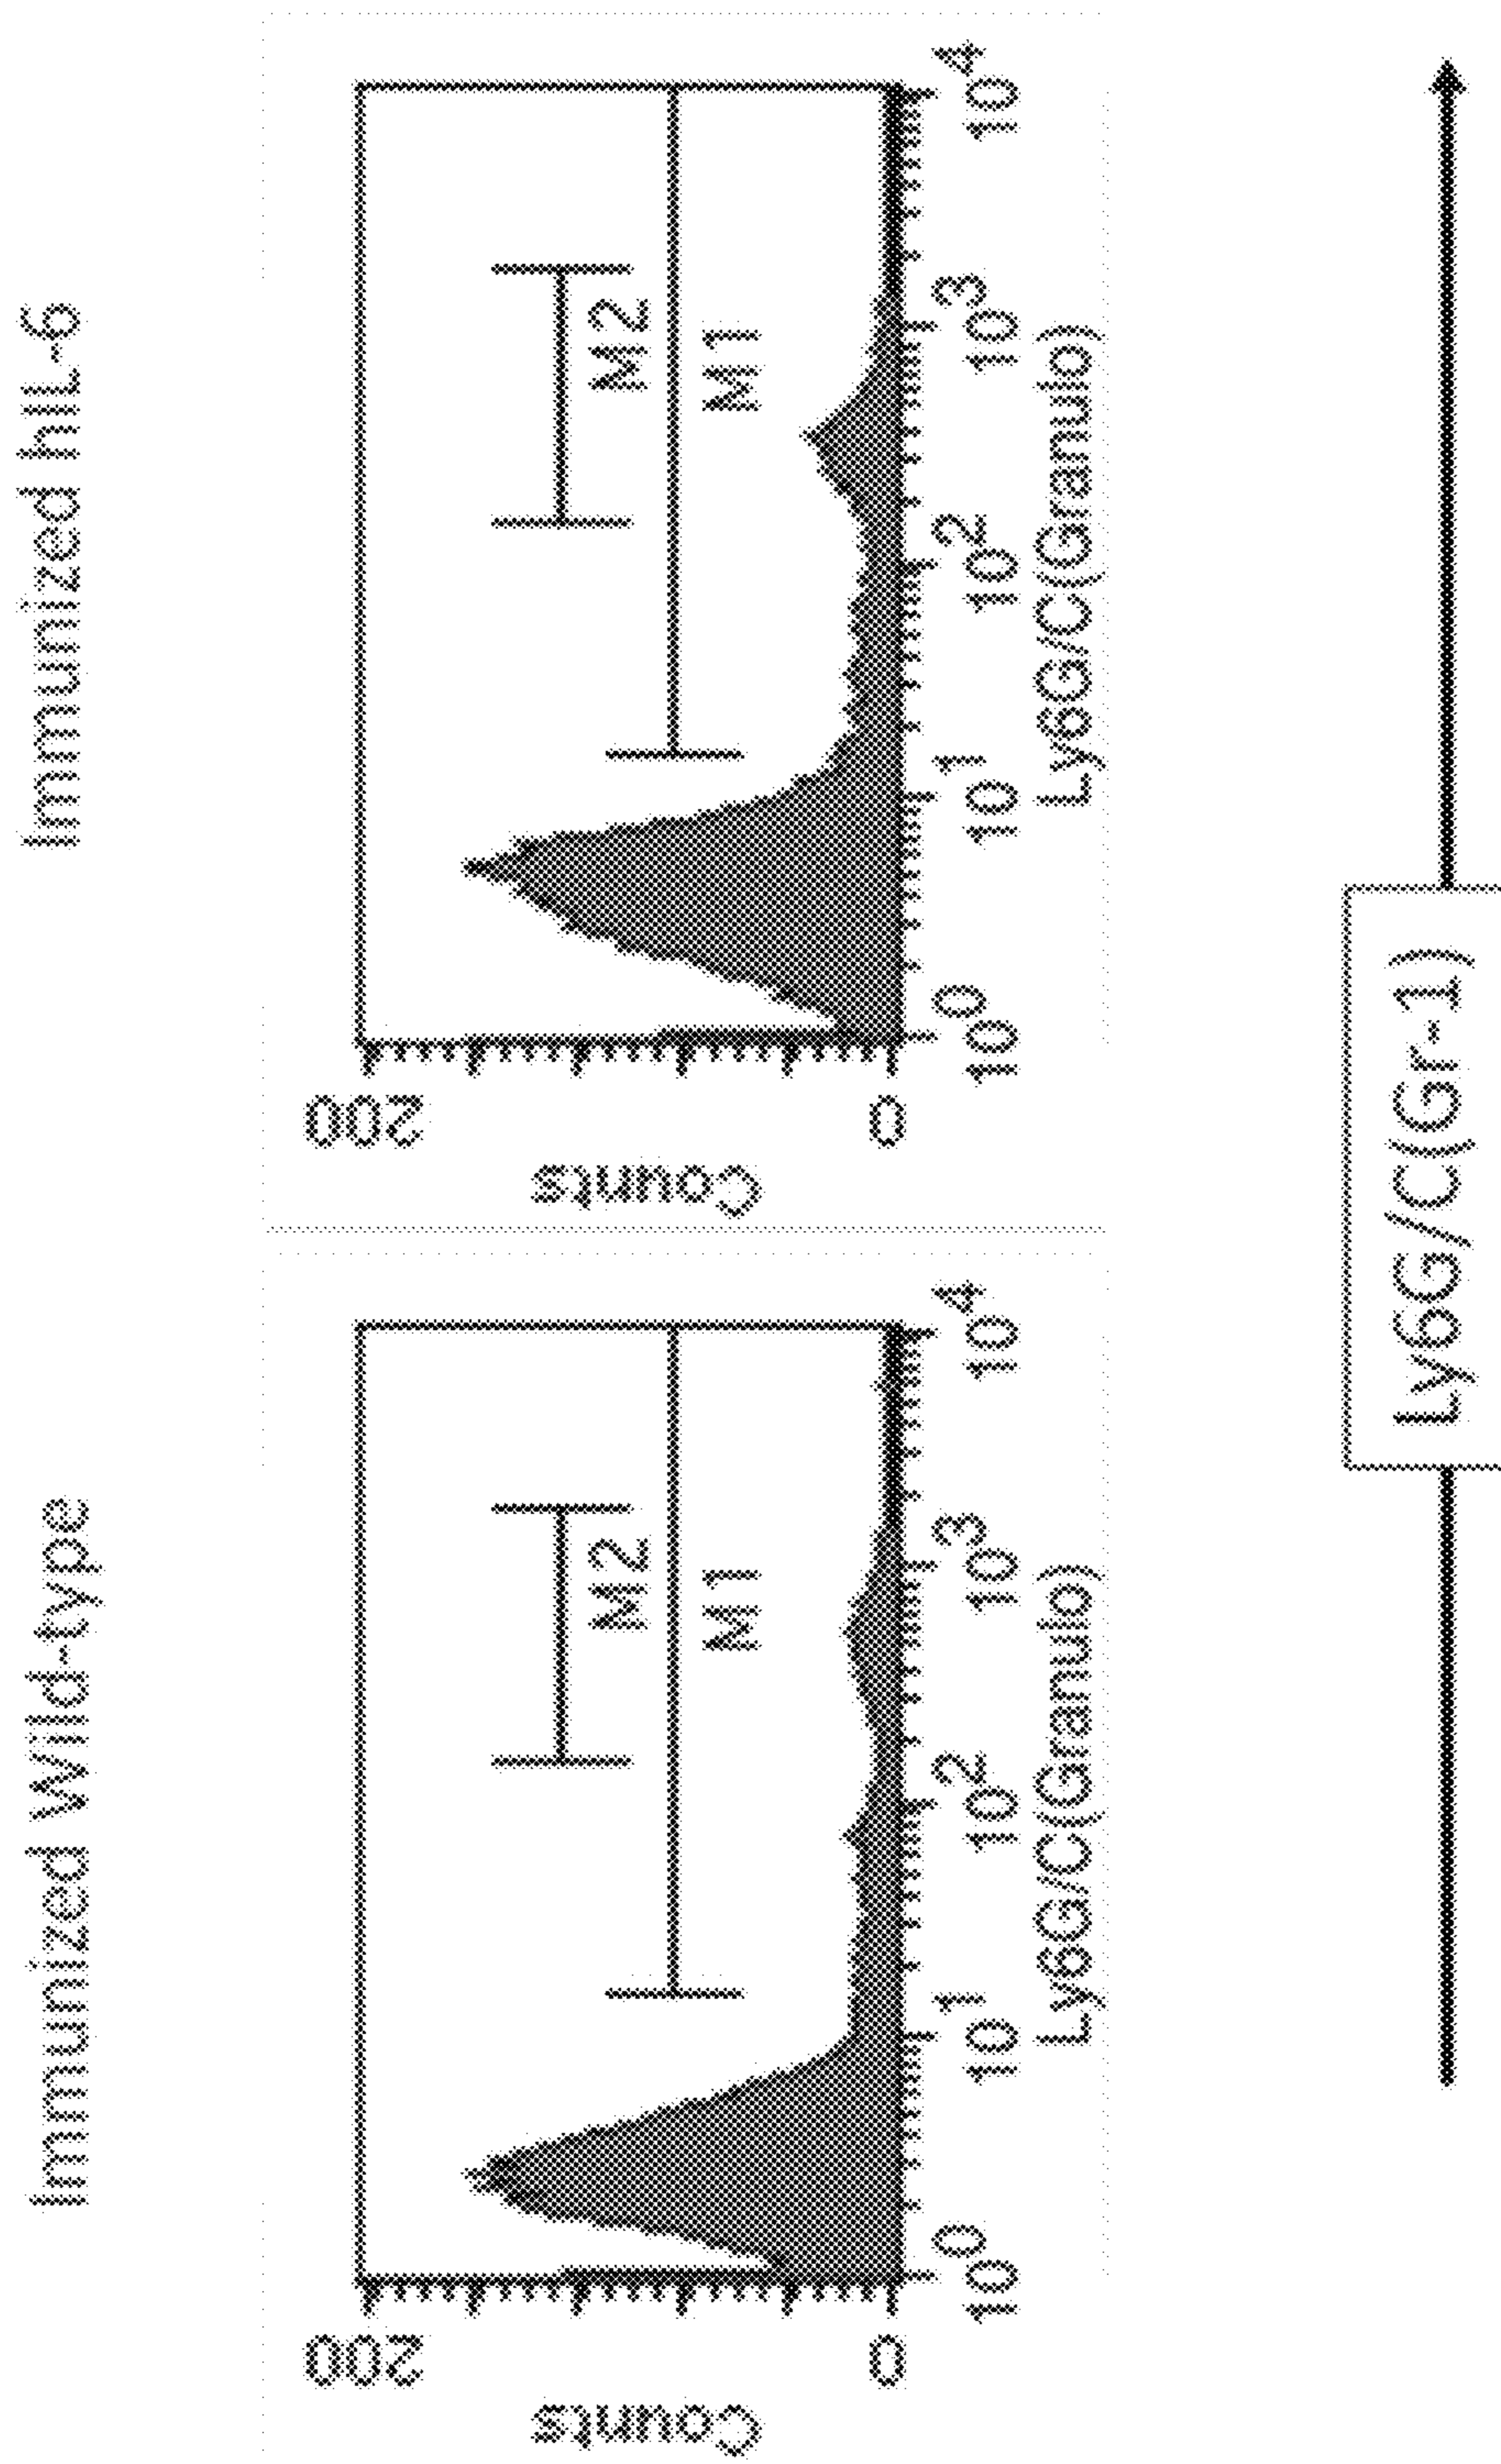 Immunized Wild-type
Immunized hIL-6
Counts
200
0
M2
M1
10^0 10^1 10^2 10^3 10^4
Ly6G/C(Granulo)
Counts
200
0
M2
M1
10^0 10^1 10^2 10^3 10^4
Ly6G/C(Granulo)
Ly6G/C(Gr-1)